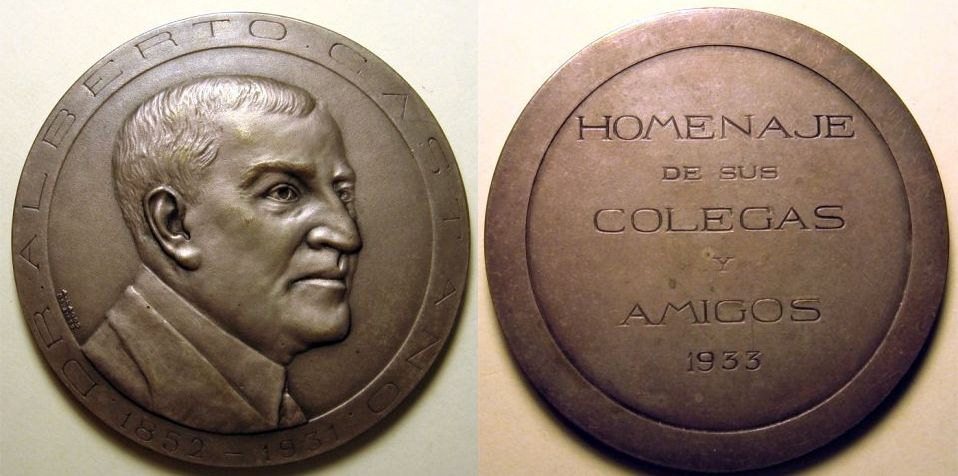 DR. ALBERTO. CASTAÑO.
1852 - 1931
HOMENAJE
DE SUS
COLEGAS
Y
AMIGOS
1933